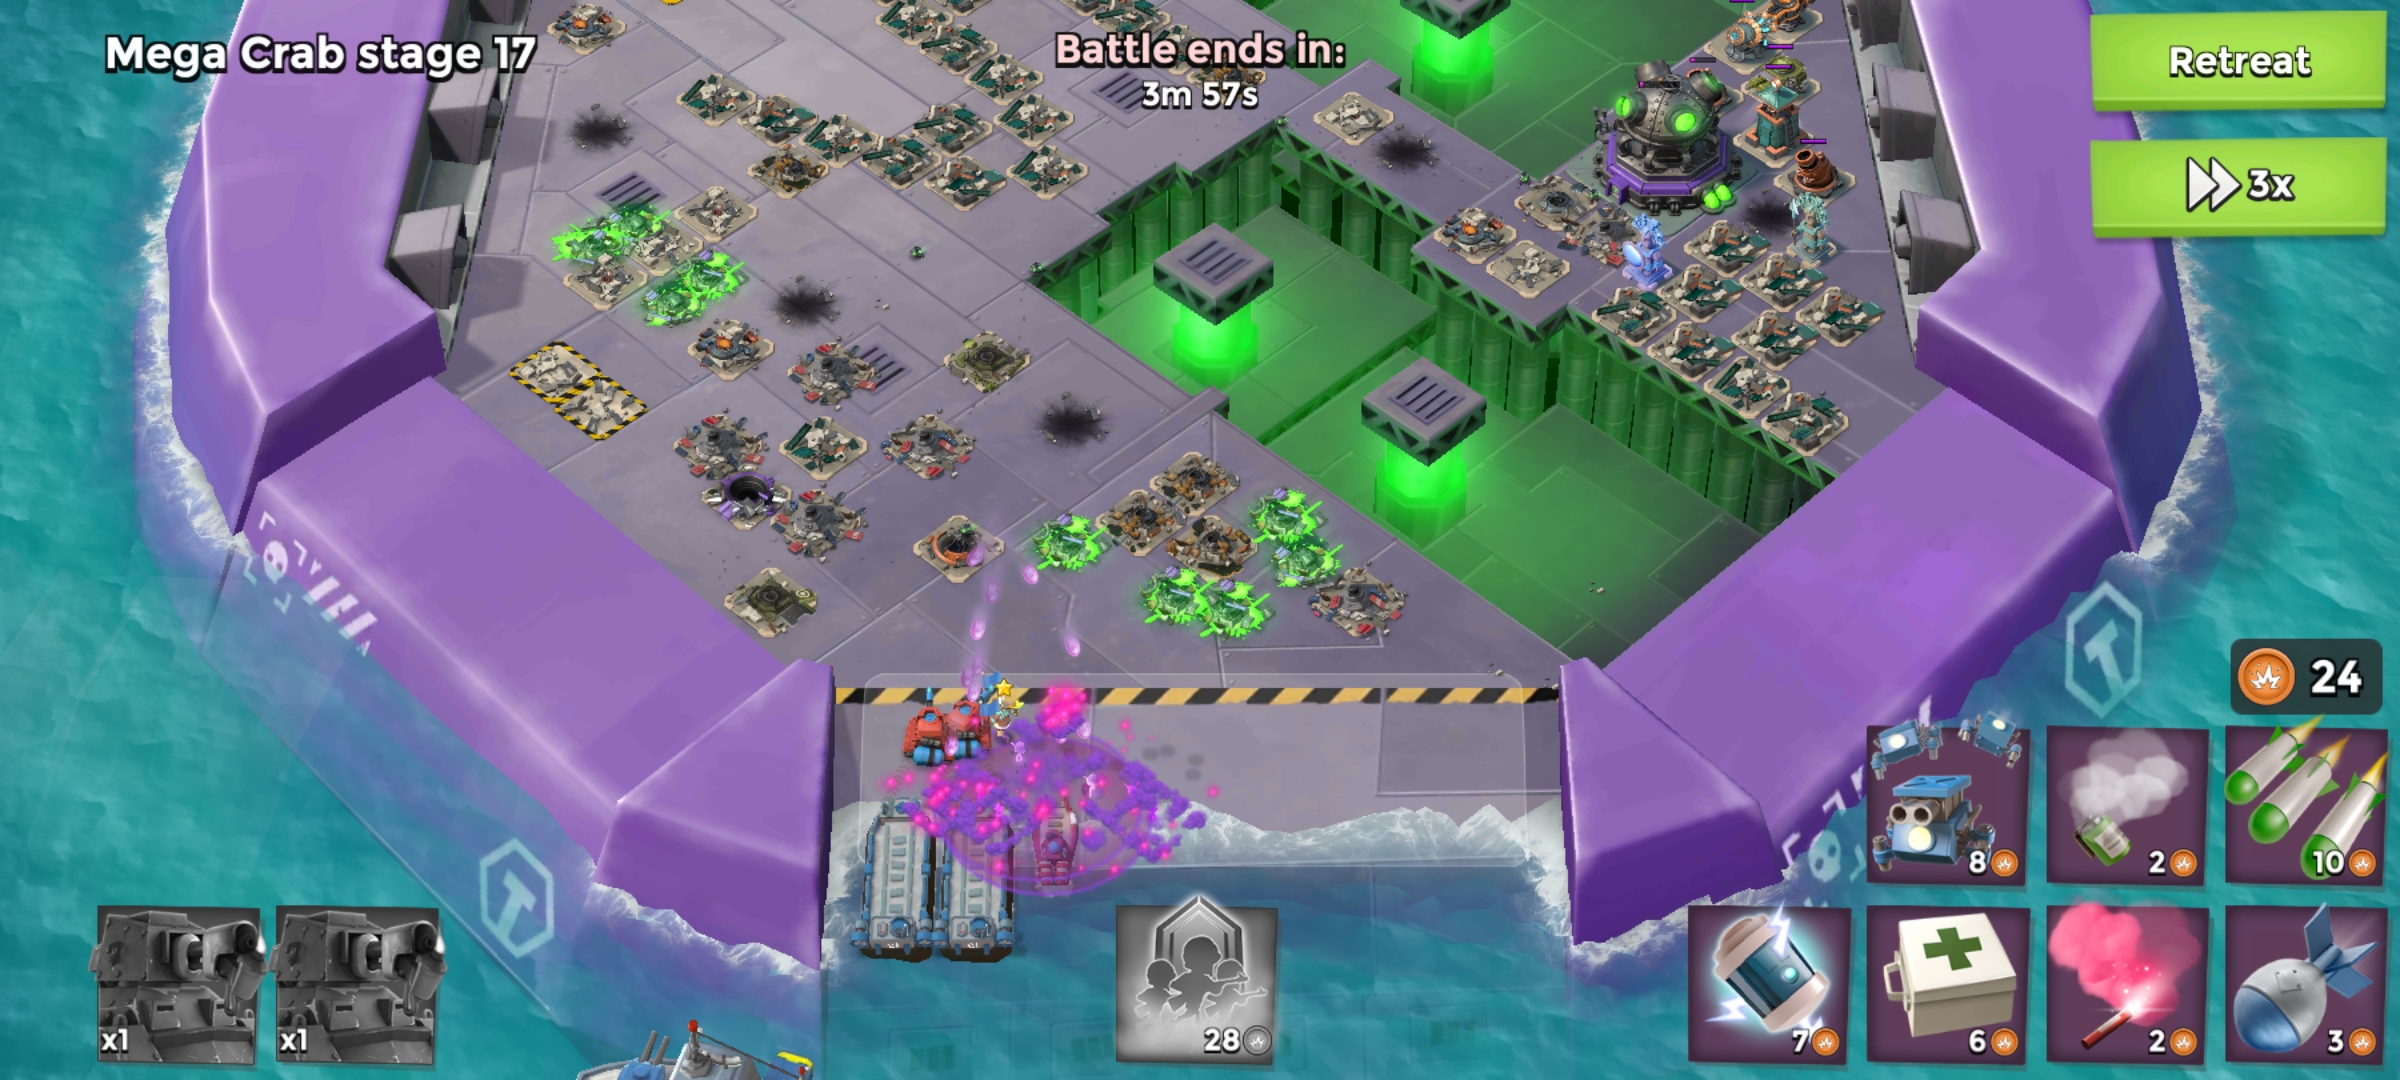 Mega Crab stage 17
Battle ends in:
3m 57s
Retreat
3x
24
8
2
10
x1
x1
28
7
6
2
3